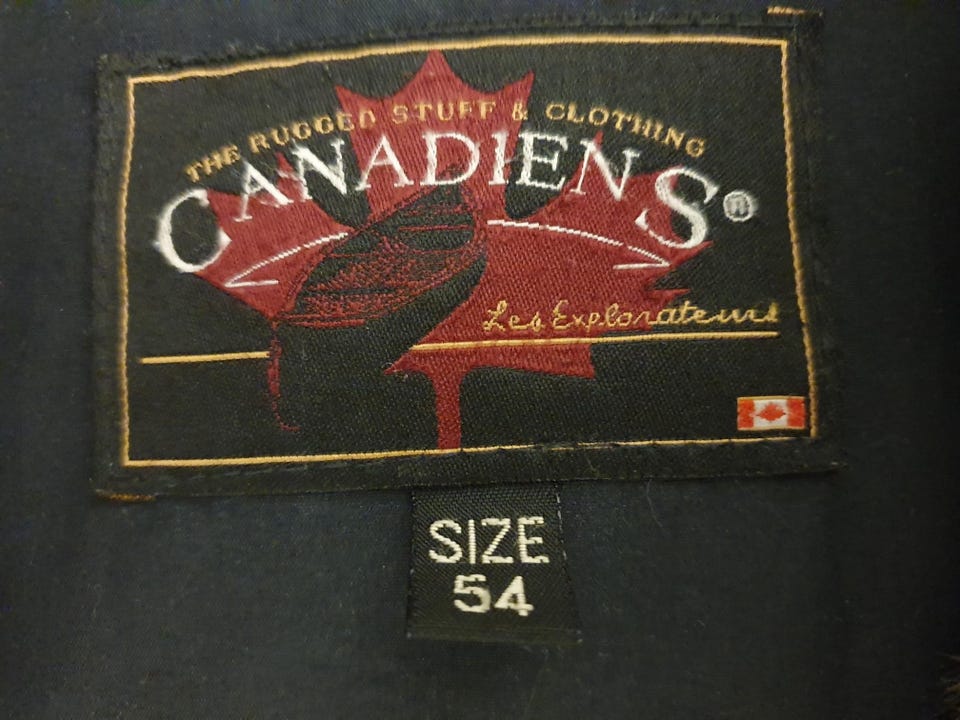 THE RUGGED STUFF & CLOTHING
CANADIENS®
Les Explorateurs
SIZE
54